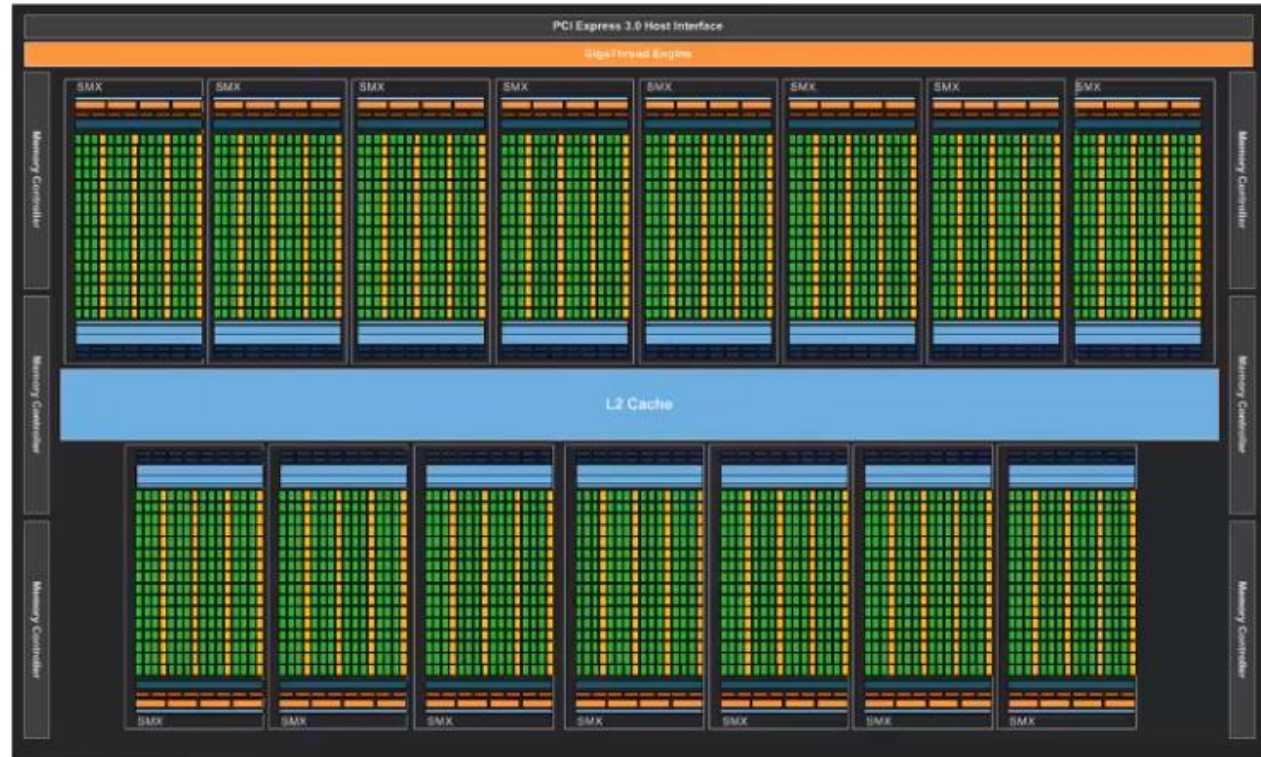 PCI Express 3.0 Host Interface
GigaThread Engine
SMX SMX SMX SMX SMX SMX SMX SMX
Memory Controller
Memory Controller
Memory Controller
Memory Controller
L2 Cache
Memory Controller
Memory Controller
SMX SMX SMX SMX SMX SMX SMX